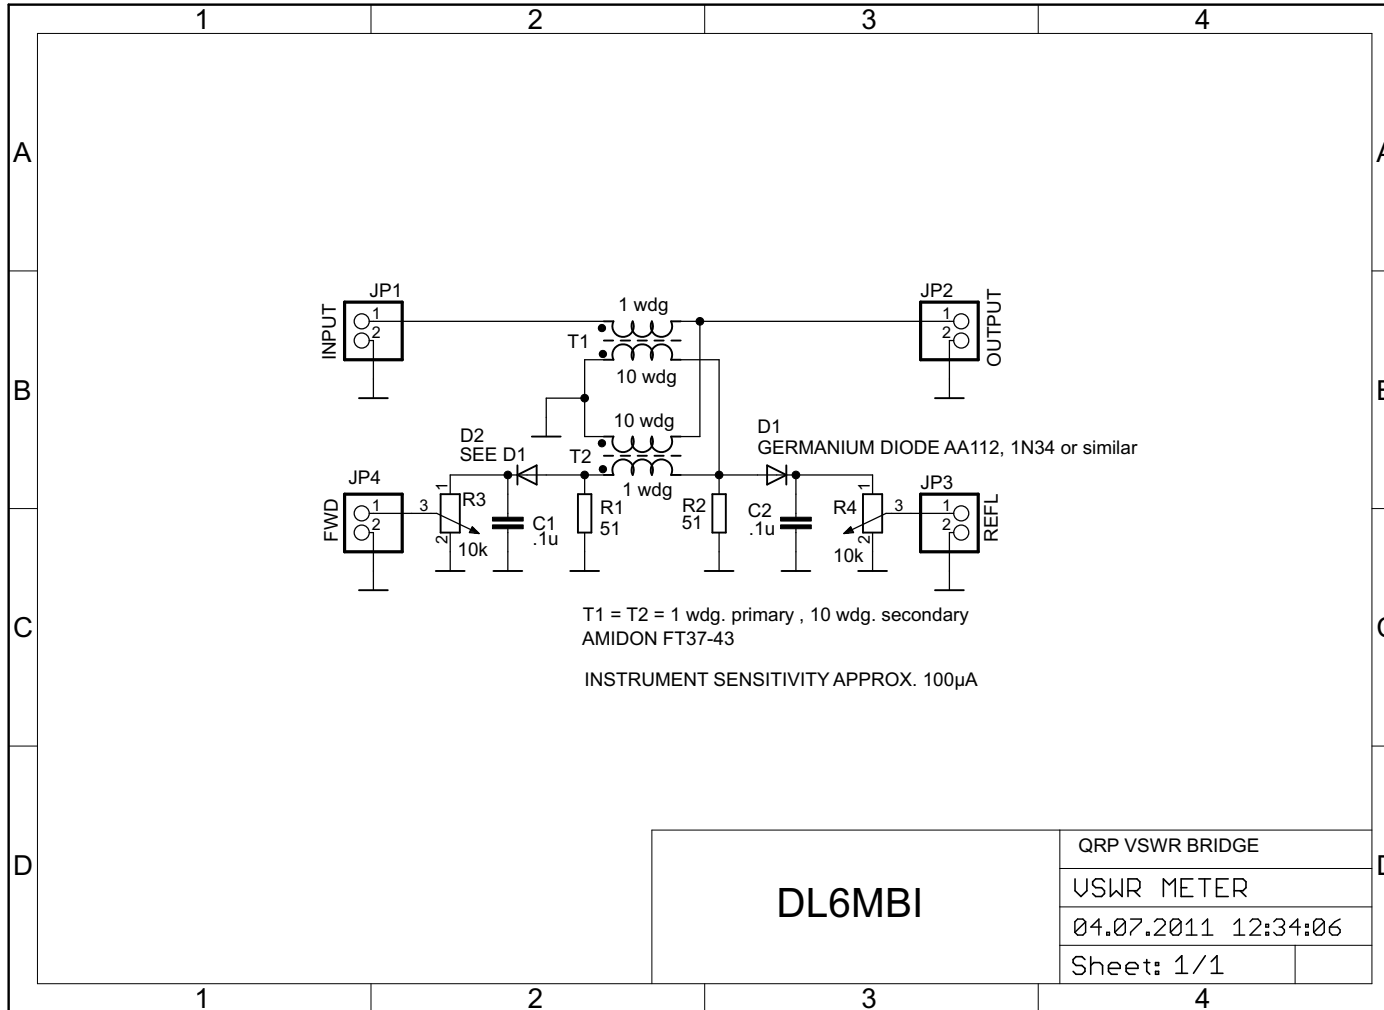 1 2 3 4
A A
JP1
INPUT
1
2
1 wdg
T1
10 wdg
JP2
OUTPUT
1
2
B B
10 wdg
T2
1 wdg
D2
SEE D1
D1
GERMANIUM DIODE AA112, 1N34 or similar
JP4
FWD
1
2
3
1
2
R3
10k
C1
.1u
R1
51
R2
51
C2
.1u
R4
10k
1
2
3
JP3
REFL
1
2
T1 = T2 = 1 wdg. primary , 10 wdg. secondary
AMIDON FT37-43
C C
INSTRUMENT SENSITIVITY APPROX. 100µA
D D
DL6MBI
QRP VSWR BRIDGE
VSWR METER
04.07.2011 12:34:06
Sheet: 1/1
1 2 3 4